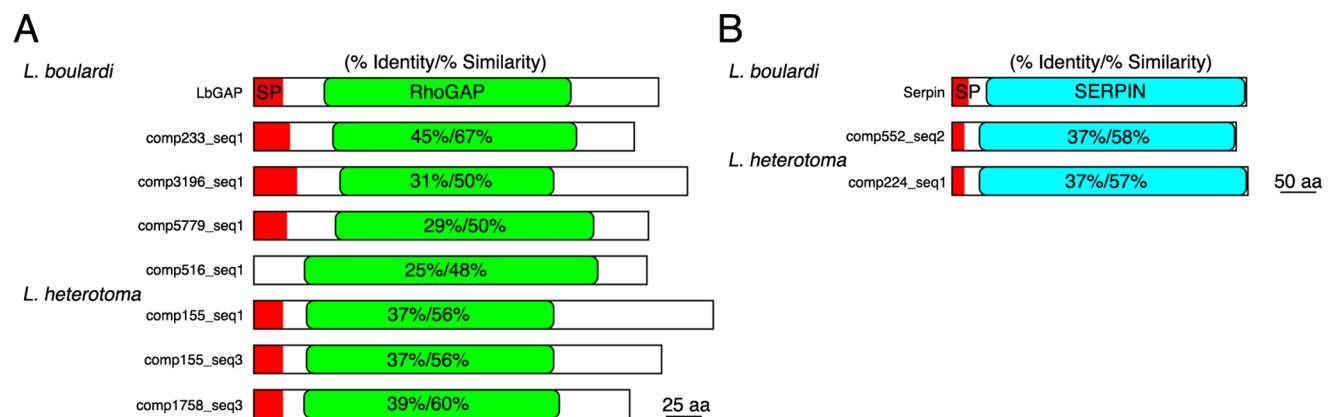 A
L. boulardi
(% Identity/% Similarity)
LbGAP
SP
RhoGAP
comp233_seq1
45%/67%
comp3196_seq1
31%/50%
comp5779_seq1
29%/50%
comp516_seq1
25%/48%
L. heterotoma
comp155_seq1
37%/56%
comp155_seq3
37%/56%
comp1758_seq3
39%/60%
25 aa
B
L. boulardi
(% Identity/% Similarity)
Serpin
SP
SERPIN
comp552_seq2
37%/58%
L. heterotoma
comp224_seq1
37%/57%
50 aa